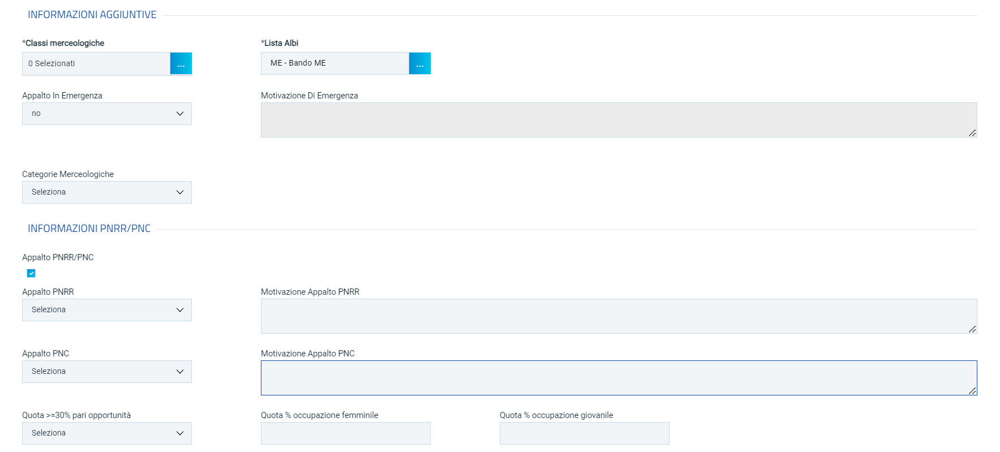 INFORMAZIONI AGGIUNTIVE
*Classi merceologiche
*Lista Albi
0 Selezionati
...
ME - Bando ME
...
Appalto In Emergenza
Motivazione Di Emergenza
no
Categorie Merceologiche
Seleziona
INFORMAZIONI PNRR/PNC
Appalto PNRR/PNC
Appalto PNRR
Motivazione Appalto PNRR
Seleziona
Appalto PNC
Motivazione Appalto PNC
Seleziona
Quota >=30% pari opportunità
Quota % occupazione femminile
Quota % occupazione giovanile
Seleziona